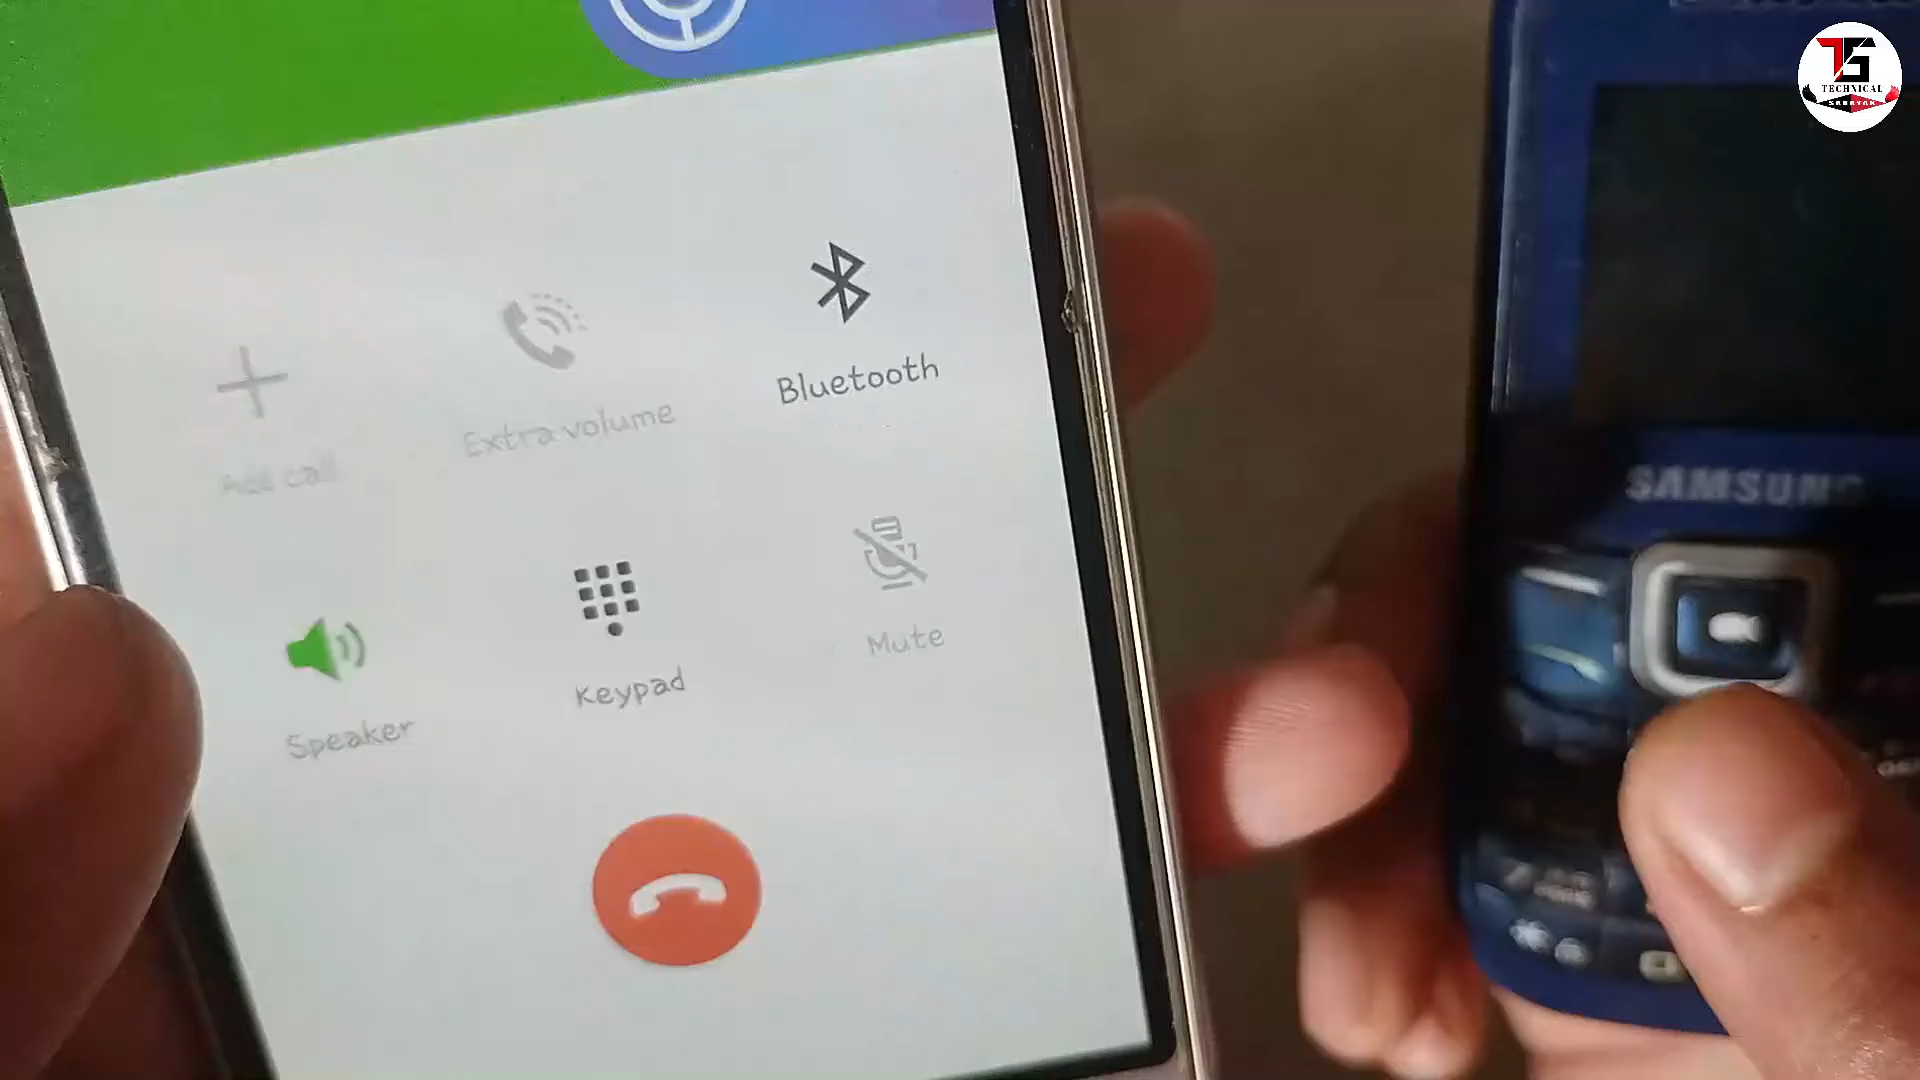 TECHNICAL
Bluetooth
Extra volume
Add call
SAMSUNG
Mute
Keypad
Speaker